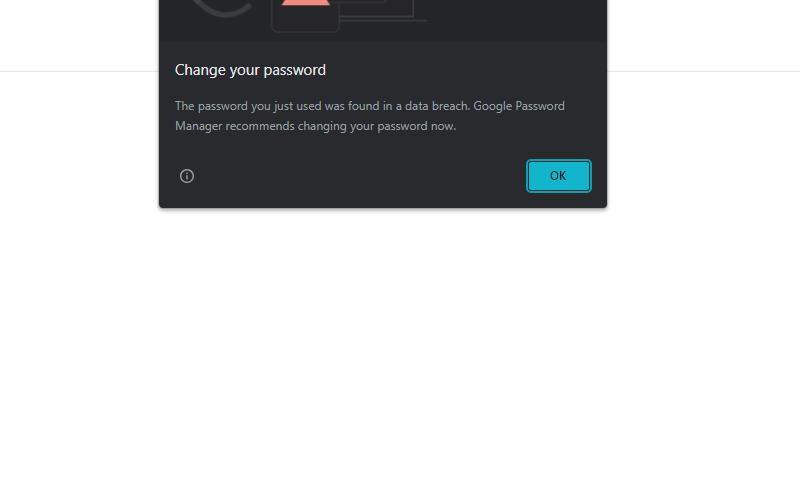 Change your password
The password you just used was found in a data breach. Google Password
Manager recommends changing your password now.
OK